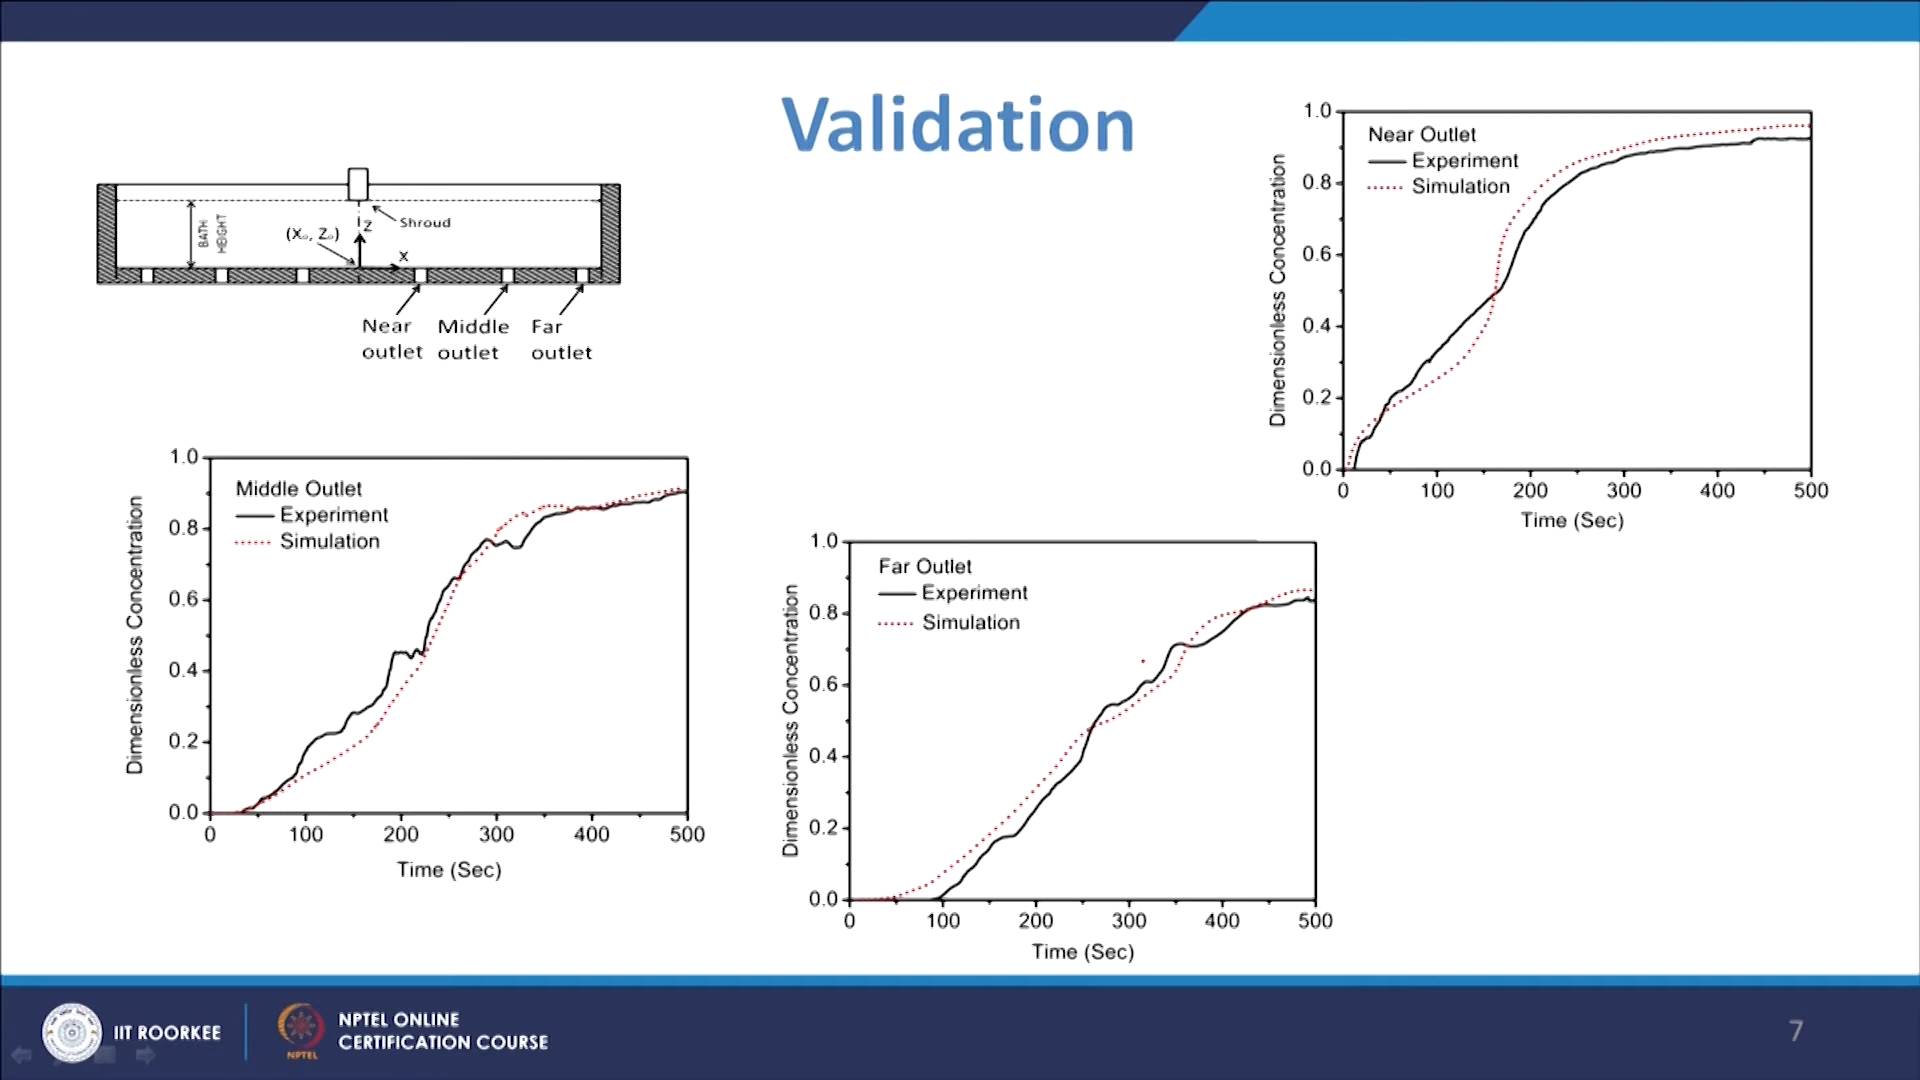 Validation
BATH
HEIGHT
(X₀, Z₀)
Z
X
Shroud
Near
outlet
Middle
outlet
Far
outlet
1.0
0.8
0.6
0.4
0.2
0.0
Dimensionless Concentration
Near Outlet
Experiment
Simulation
0 100 200 300 400 500
Time (Sec)
1.0
0.8
0.6
0.4
0.2
0.0
Dimensionless Concentration
Middle Outlet
Experiment
Simulation
0 100 200 300 400 500
Time (Sec)
1.0
0.8
0.6
0.4
0.2
0.0
Dimensionless Concentration
Far Outlet
Experiment
Simulation
0 100 200 300 400 500
Time (Sec)
IIT ROORKEE
NPTEL
NPTEL ONLINE
CERTIFICATION COURSE
7